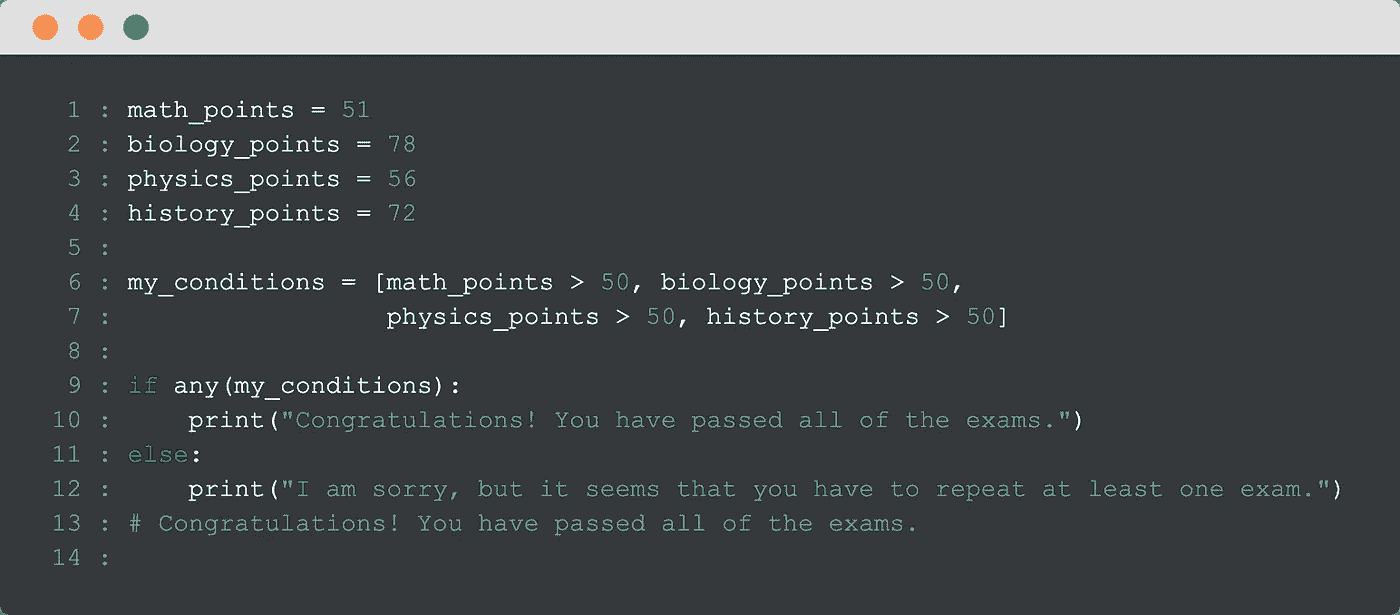 1 : math_points = 51
2 : biology_points = 78
3 : physics_points = 56
4 : history_points = 72
5 :
6 : my_conditions = [math_points > 50, biology_points > 50,
7 :                  physics_points > 50, history_points > 50]
8 :
9 : if any(my_conditions):
10 :     print("Congratulations! You have passed all of the exams.")
11 : else:
12 :     print("I am sorry, but it seems that you have to repeat at least one exam.")
13 : # Congratulations! You have passed all of the exams.
14 :